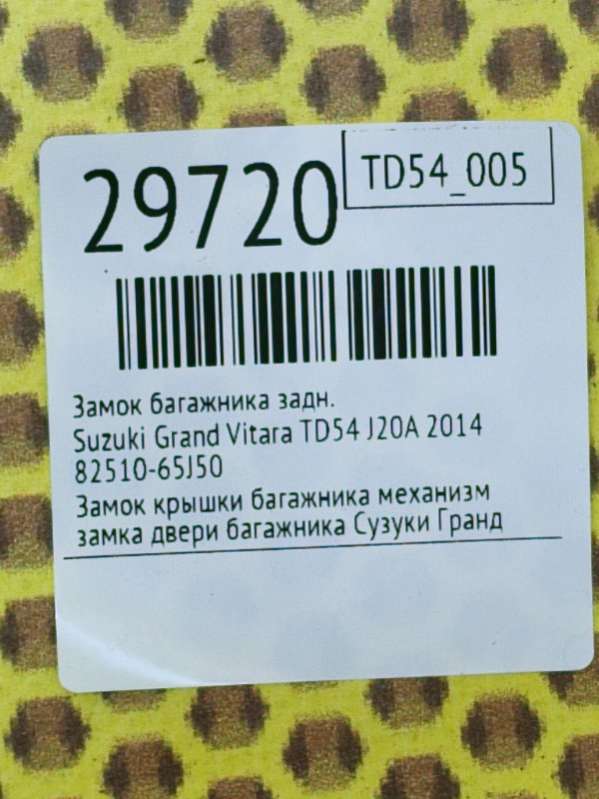 29720
TD54_005
Замок багажника задн.
Suzuki Grand Vitara TD54 J20A 2014
82510-65J50
Замок крышки багажника механизм
замка двери багажника Сузуки Гранд